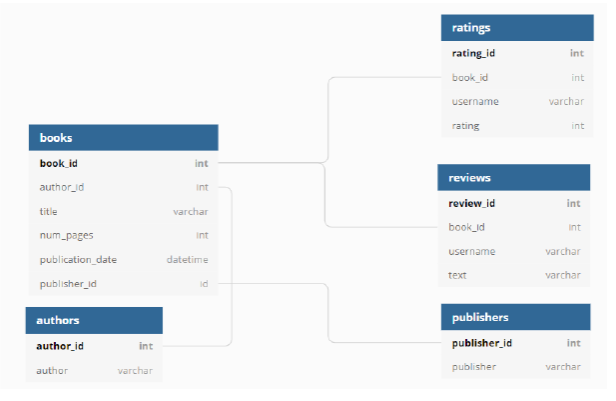 ratings
rating_id int
book_id int
username varchar
rating int
books
book_id int
author_id int
title varchar
num_pages int
publication_date datetime
publisher_id id
reviews
review_id int
book_id int
username varchar
text varchar
authors
author_id int
author varchar
publishers
publisher_id int
publisher varchar